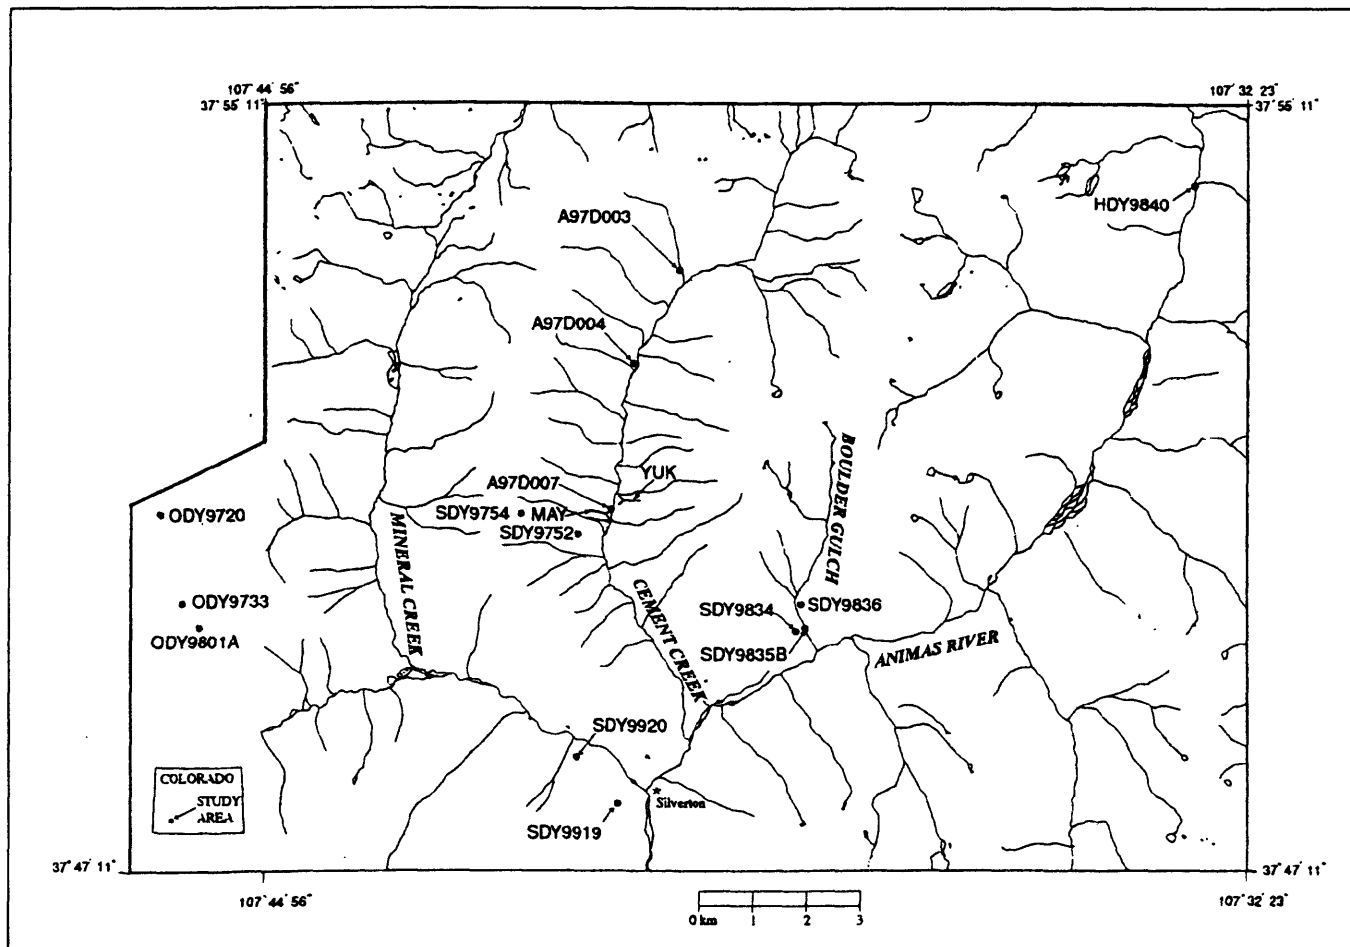 107° 44' 56"
107° 32' 23"
37° 55' 11"
37° 55' 11"
HDY9840
A97D003
A97D004
BOULDER GULCH
YUK
A97D007
SDY9754
MAY
SDY9752
ODY9720
MINERAL CREEK
CEMENT CREEK
ODY9733
SDY9834
SDY9836
ODY9801A
SDY9835B
ANIMAS RIVER
SDY9920
COLORADO
STUDY
AREA
Silverton
SDY9919
37° 47' 11"
37° 47' 11"
107° 44' 56"
107° 32' 23"
0 km
1
2
3